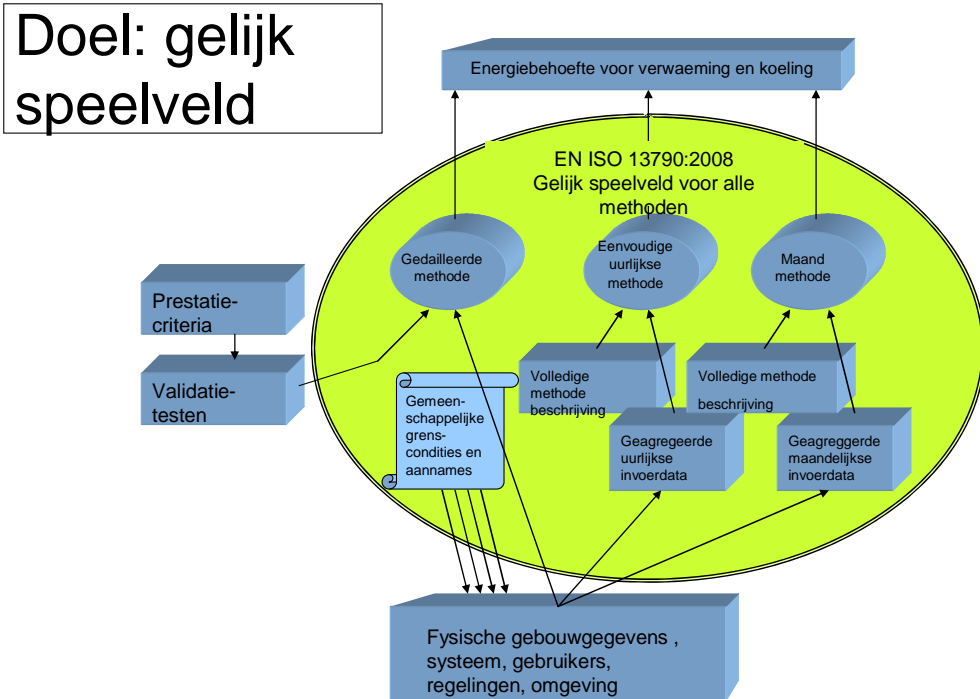 Doel: gelijk
speelveld
Energiebehoefte voor verwaeming en koeling
EN ISO 13790:2008
Gelijk speelveld voor alle
methoden
Gedailleerde
methode
Eenvoudige
uurlijkse
methode
Maand
methode
Prestatie-
criteria
Validatie-
testen
Gemeen-
schappelijke
grens-
condities en
aannames
Volledige
methode
beschrijving
Volledige methode
beschrijving
Geagregeerde
uurlijkse
invoerdata
Geagreggerde
maandelijkse
invoerdata
Fysische gebouwgegevens ,
systeem, gebruikers,
regelingen, omgeving